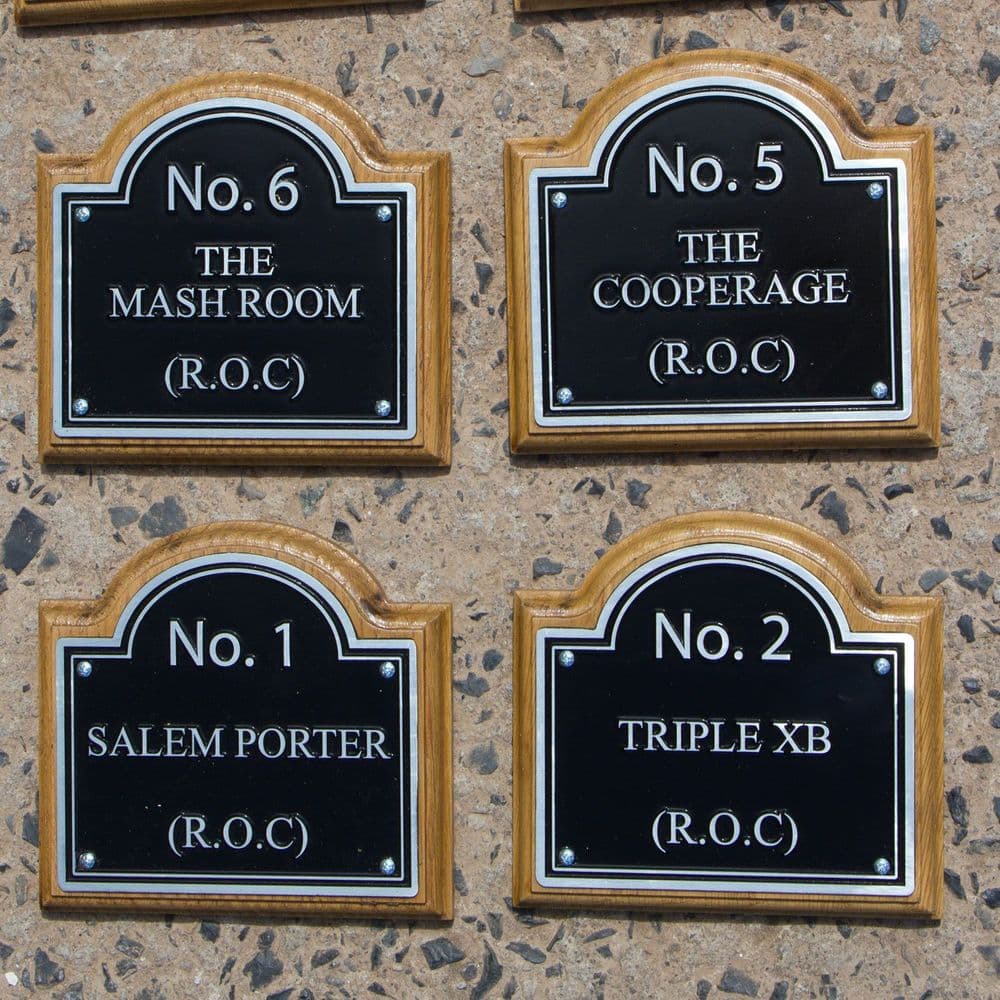 No. 6
THE
MASH ROOM
(R.O.C)
No. 5
THE
COOPERAGE
(R.O.C)
No. 1
SALEM PORTER
(R.O.C)
No. 2
TRIPLE XB
(R.O.C)